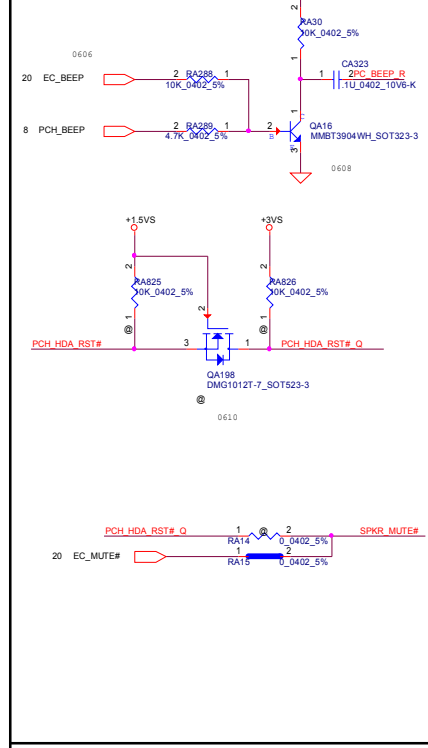 2
RA30
0K_0402_5%
1
0606
CA323
20 EC_BEEP 2 RA288 1
10K_0402_5%
1 2 PC_BEEP_R
.1U_0402_10V6-K
1
8 PCH_BEEP 2 RA289 1
4.7K_0402_5%
2 B
QA16
MMBT3904WH_SOT323-3
3
0608
+1.5VS +3VS
2 2
RA825
0K_0402_5%
RA826
0K_0402_5%
2
@ 1 @ 1
PCH_HDA_RST# 3 1 PCH_HDA_RST#_Q
QA198
DMG1012T-7_SOT523-3
@
0610
PCH_HDA_RST#_Q 1 @ 2 SPKR_MUTE#
RA14 0_0402_5%
20 EC_MUTE# 1 2
RA15 0_0402_5%